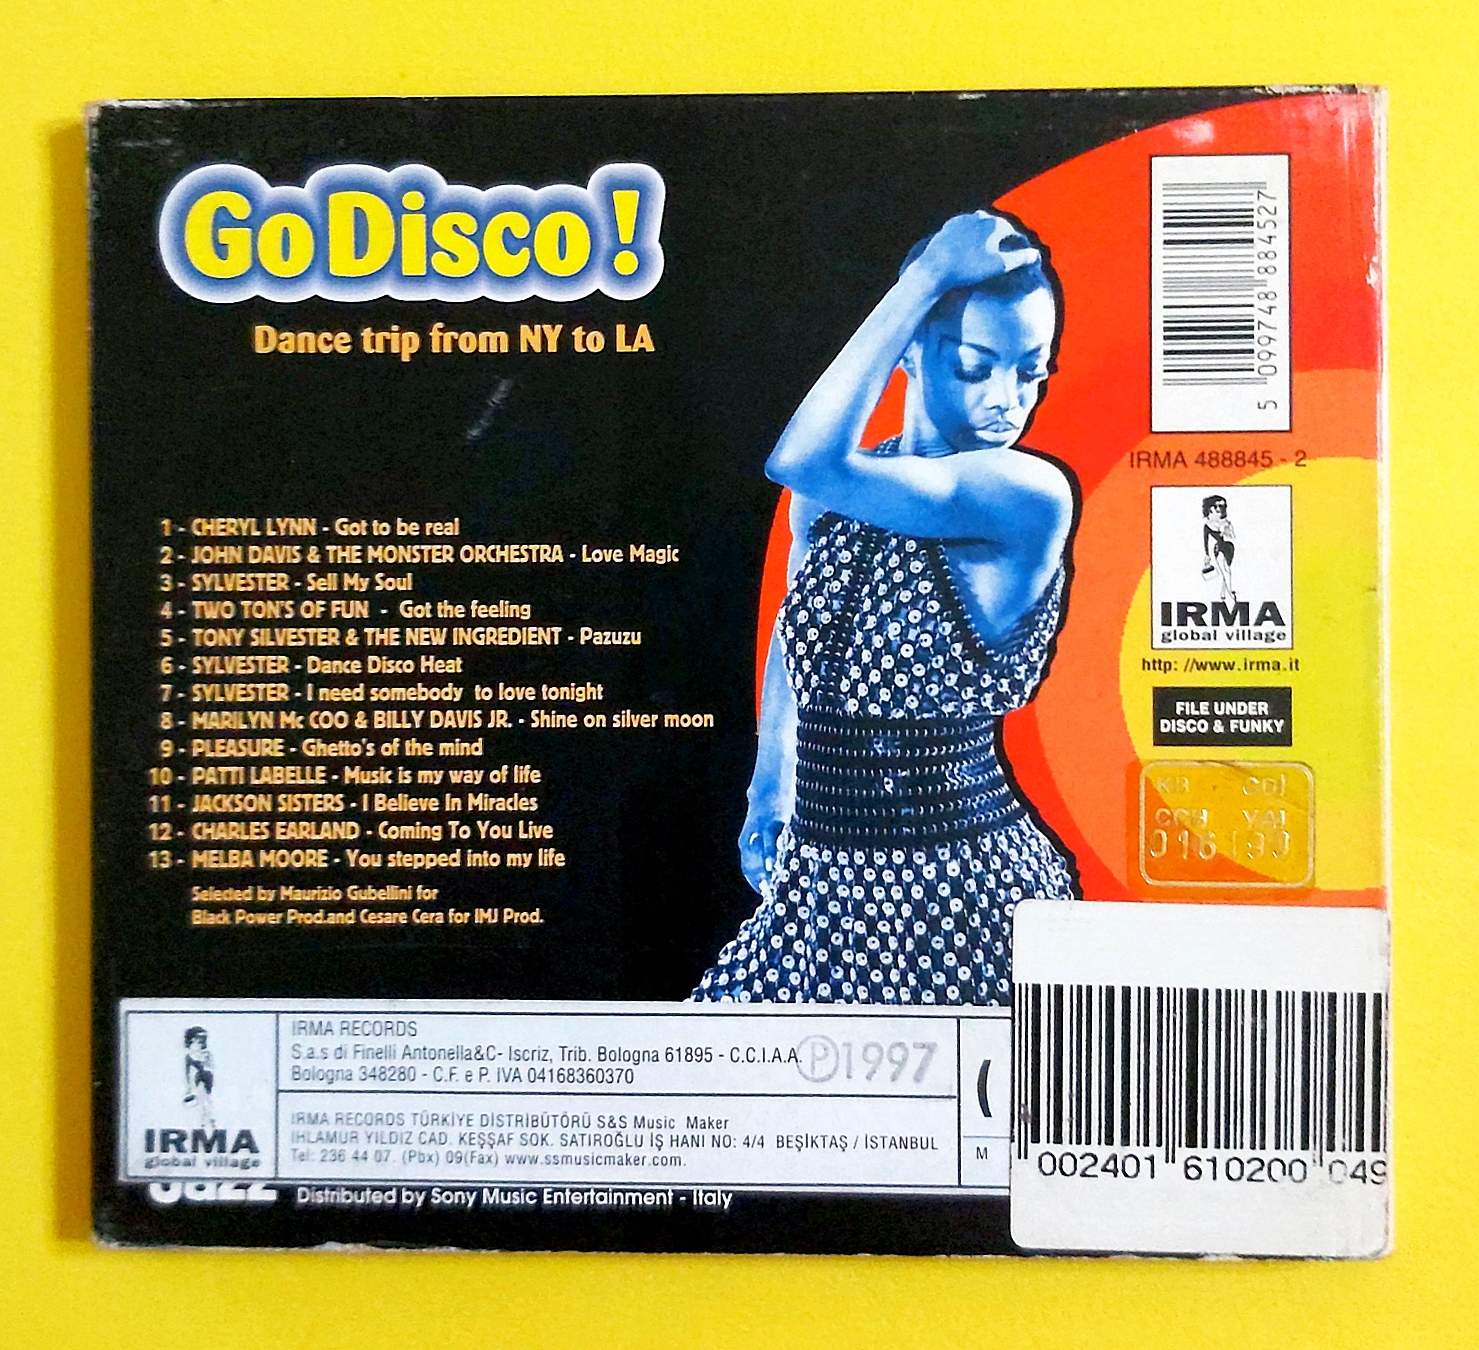 Go Disco!
Dance trip from NY to LA
1 - CHERYL LYNN - Got to be real
2 - JOHN DAVIS & THE MONSTER ORCHESTRA - Love Magic
3 - SYLVESTER - Sell My Soul
4 - TWO TON'S OF FUN - Got the feeling
5 - TONY SILVESTER & THE NEW INGREDIENT - Pazuzu
6 - SYLVESTER - Dance Disco Heat
7 - SYLVESTER - I need somebody to love tonight
8 - MARILYN Mc COO & BILLY DAVIS JR. - Shine on silver moon
9 - PLEASURE - Ghetto's of the mind
10 - PATTI LABELLE - Music is my way of life
11 - JACKSON SISTERS - I Believe In Miracles
12 - CHARLES EARLAND - Coming To You Live
13 - MELBA MOORE - You stepped into my life
Selected by Maurizio Gubellini for
Black Power Prod.and Cesare Cera for IMJ Prod.
5 099748 884527
IRMA 488845 - 2
IRMA
global village
http: //www.irma.it
FILE UNDER
DISCO & FUNKY
IRMA
global village
IRMA RECORDS
S.a.s di Finelli Antonella&C- Iscriz, Trib. Bologna 61895 - C.C.I.A.A.
Bologna 348280 - C.F. e P. IVA 04168360370
Ⓟ1997
IRMA RECORDS TÜRKİYE DİSTRİBÜTÖRÜ S&S Music Maker
IHLAMUR YILDIZ CAD. KEŞŞAF SOK. SATIROĞLU İŞ HANI NO: 4/4 BEŞİKTAŞ / İSTANBUL
Tel: 236 44 07. (Pbx) 09(Fax) www.ssmusicmaker.com.
M
002401 610200 049
Jazz
Distributed by Sony Music Entertainment - Italy